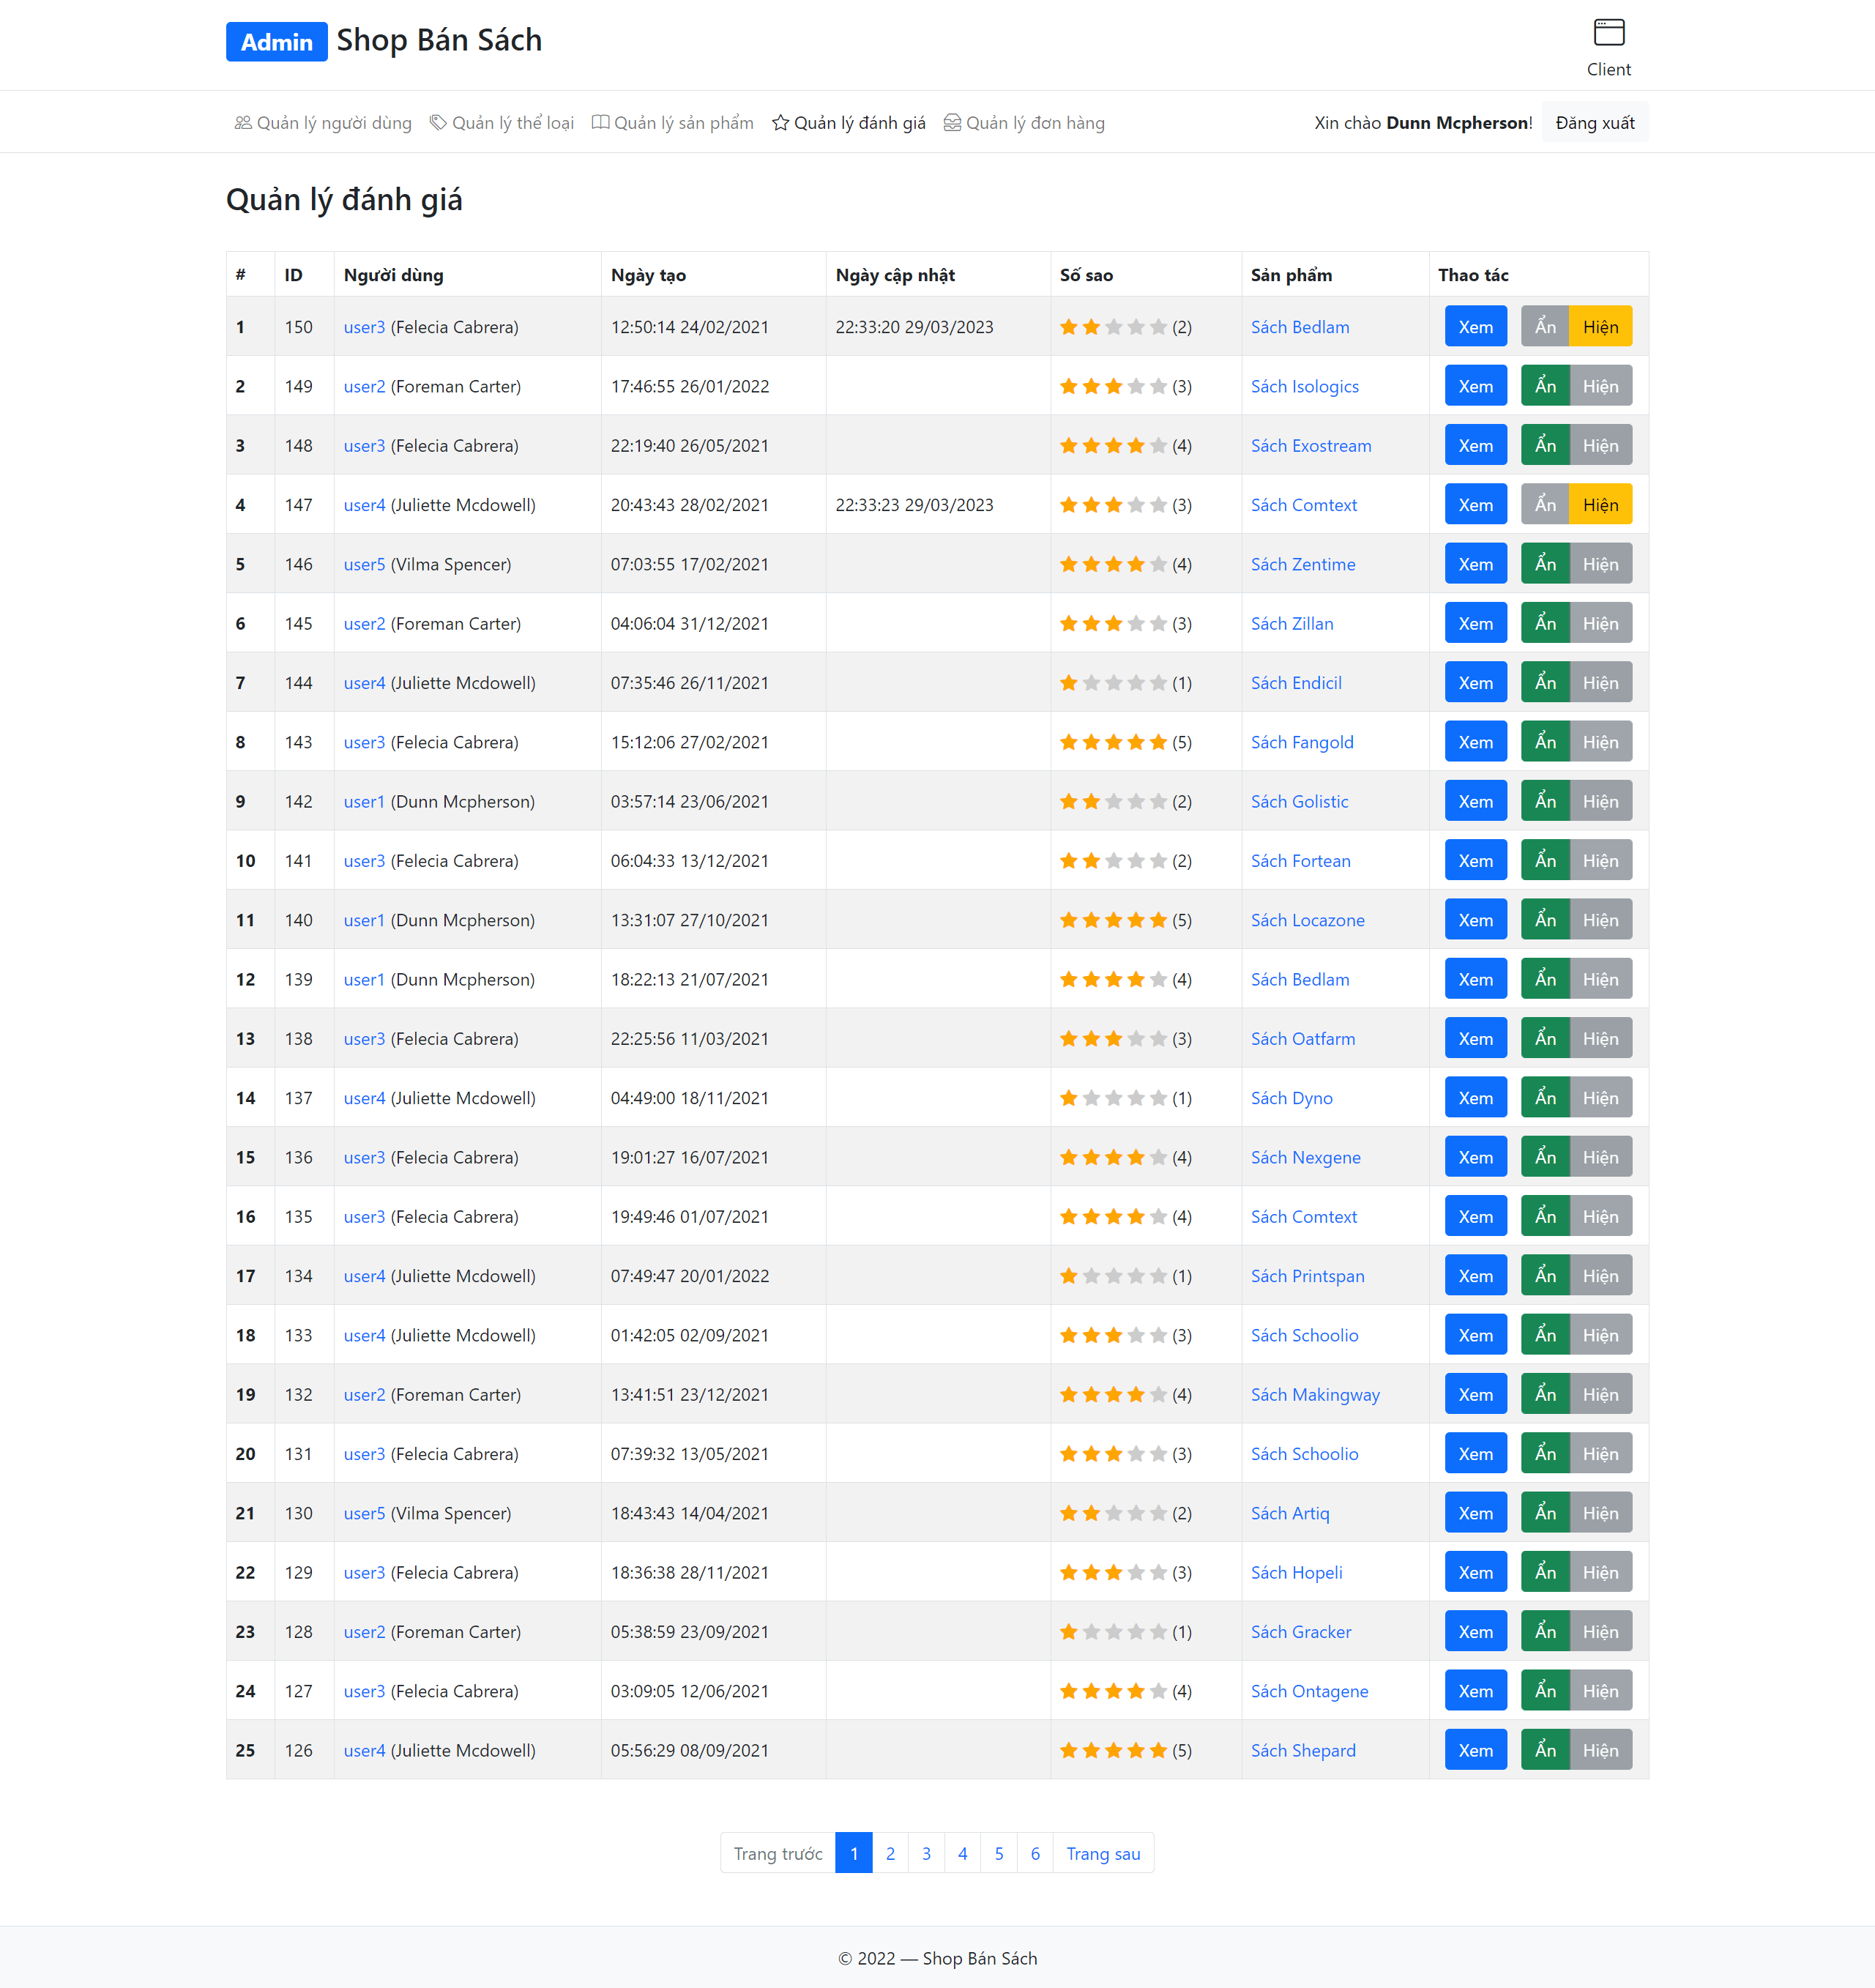 Admin Shop Bán Sách
Client
Quản lý người dùng Quản lý thể loại Quản lý sản phẩm Quản lý đánh giá Quản lý đơn hàng Xin chào Dunn Mcpherson! Đăng xuất
Quản lý đánh giá
# ID Người dùng Ngày tạo Ngày cập nhật Số sao Sản phẩm Thao tác
1 150 user3 (Felecia Cabrera) 12:50:14 24/02/2021 22:33:20 29/03/2023 (2) Sách Bedlam Xem Ẩn Hiện
2 149 user2 (Foreman Carter) 17:46:55 26/01/2022 (3) Sách Isologics Xem Ẩn Hiện
3 148 user3 (Felecia Cabrera) 22:19:40 26/05/2021 (4) Sách Exostream Xem Ẩn Hiện
4 147 user4 (Juliette Mcdowell) 20:43:43 28/02/2021 22:33:23 29/03/2023 (3) Sách Comtext Xem Ẩn Hiện
5 146 user5 (Vilma Spencer) 07:03:55 17/02/2021 (4) Sách Zentime Xem Ẩn Hiện
6 145 user2 (Foreman Carter) 04:06:04 31/12/2021 (3) Sách Zillan Xem Ẩn Hiện
7 144 user4 (Juliette Mcdowell) 07:35:46 26/11/2021 (1) Sách Endicil Xem Ẩn Hiện
8 143 user3 (Felecia Cabrera) 15:12:06 27/02/2021 (5) Sách Fangold Xem Ẩn Hiện
9 142 user1 (Dunn Mcpherson) 03:57:14 23/06/2021 (2) Sách Golistic Xem Ẩn Hiện
10 141 user3 (Felecia Cabrera) 06:04:33 13/12/2021 (2) Sách Fortean Xem Ẩn Hiện
11 140 user1 (Dunn Mcpherson) 13:31:07 27/10/2021 (5) Sách Locazone Xem Ẩn Hiện
12 139 user1 (Dunn Mcpherson) 18:22:13 21/07/2021 (4) Sách Bedlam Xem Ẩn Hiện
13 138 user3 (Felecia Cabrera) 22:25:56 11/03/2021 (3) Sách Oatfarm Xem Ẩn Hiện
14 137 user4 (Juliette Mcdowell) 04:49:00 18/11/2021 (1) Sách Dyno Xem Ẩn Hiện
15 136 user3 (Felecia Cabrera) 19:01:27 16/07/2021 (4) Sách Nexgene Xem Ẩn Hiện
16 135 user3 (Felecia Cabrera) 19:49:46 01/07/2021 (4) Sách Comtext Xem Ẩn Hiện
17 134 user4 (Juliette Mcdowell) 07:49:47 20/01/2022 (1) Sách Printspan Xem Ẩn Hiện
18 133 user4 (Juliette Mcdowell) 01:42:05 02/09/2021 (3) Sách Schoolio Xem Ẩn Hiện
19 132 user2 (Foreman Carter) 13:41:51 23/12/2021 (4) Sách Makingway Xem Ẩn Hiện
20 131 user3 (Felecia Cabrera) 07:39:32 13/05/2021 (3) Sách Schoolio Xem Ẩn Hiện
21 130 user5 (Vilma Spencer) 18:43:43 14/04/2021 (2) Sách Artiq Xem Ẩn Hiện
22 129 user3 (Felecia Cabrera) 18:36:38 28/11/2021 (3) Sách Hopeli Xem Ẩn Hiện
23 128 user2 (Foreman Carter) 05:38:59 23/09/2021 (1) Sách Gracker Xem Ẩn Hiện
24 127 user3 (Felecia Cabrera) 03:09:05 12/06/2021 (4) Sách Ontagene Xem Ẩn Hiện
25 126 user4 (Juliette Mcdowell) 05:56:29 08/09/2021 (5) Sách Shepard Xem Ẩn Hiện
Trang trước 1 2 3 4 5 6 Trang sau
© 2022 — Shop Bán Sách